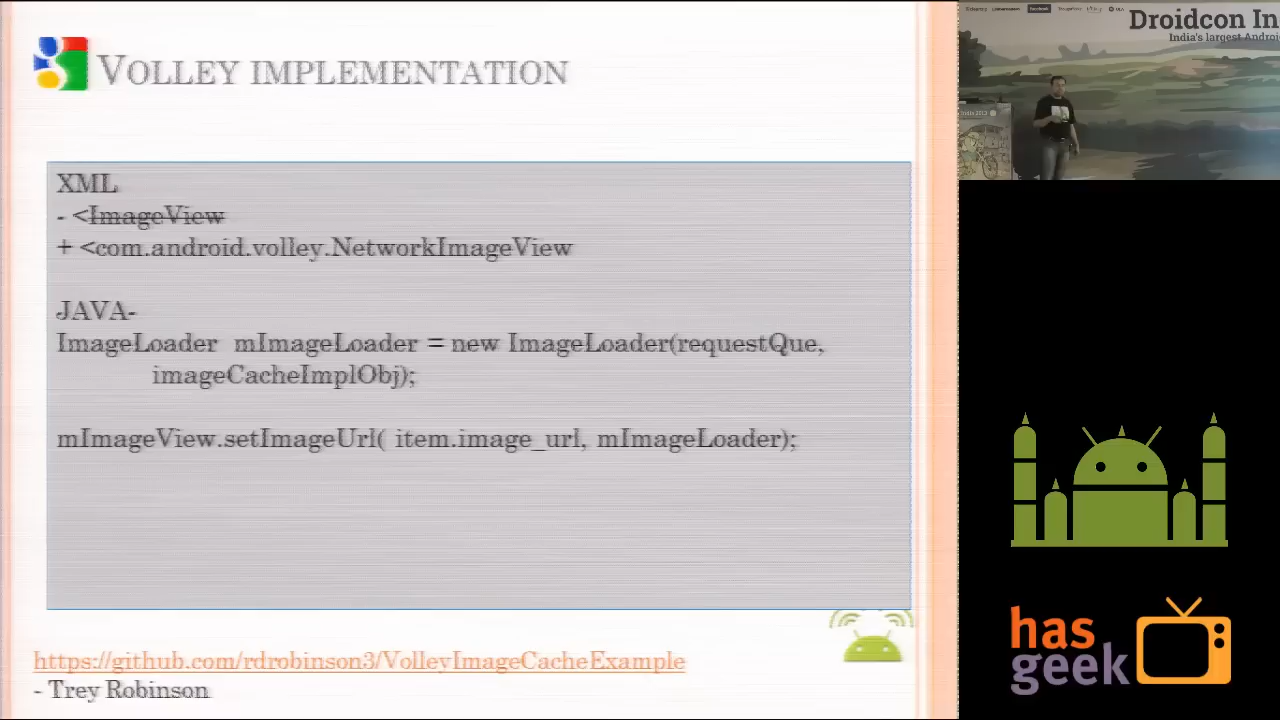 VOLLEY IMPLEMENTATION
XML
- <ImageView
+ <com.android.volley.NetworkImageView
JAVA-
ImageLoader mImageLoader = new ImageLoader(requestQue,
imageCacheImplObj);
mImageView.setImageUrl( item.image_url, mImageLoader);
https://github.com/rdrobinson3/VolleyImageCacheExample
- Trey Robinson
Droidcon In
India's largest Androi
has
geek